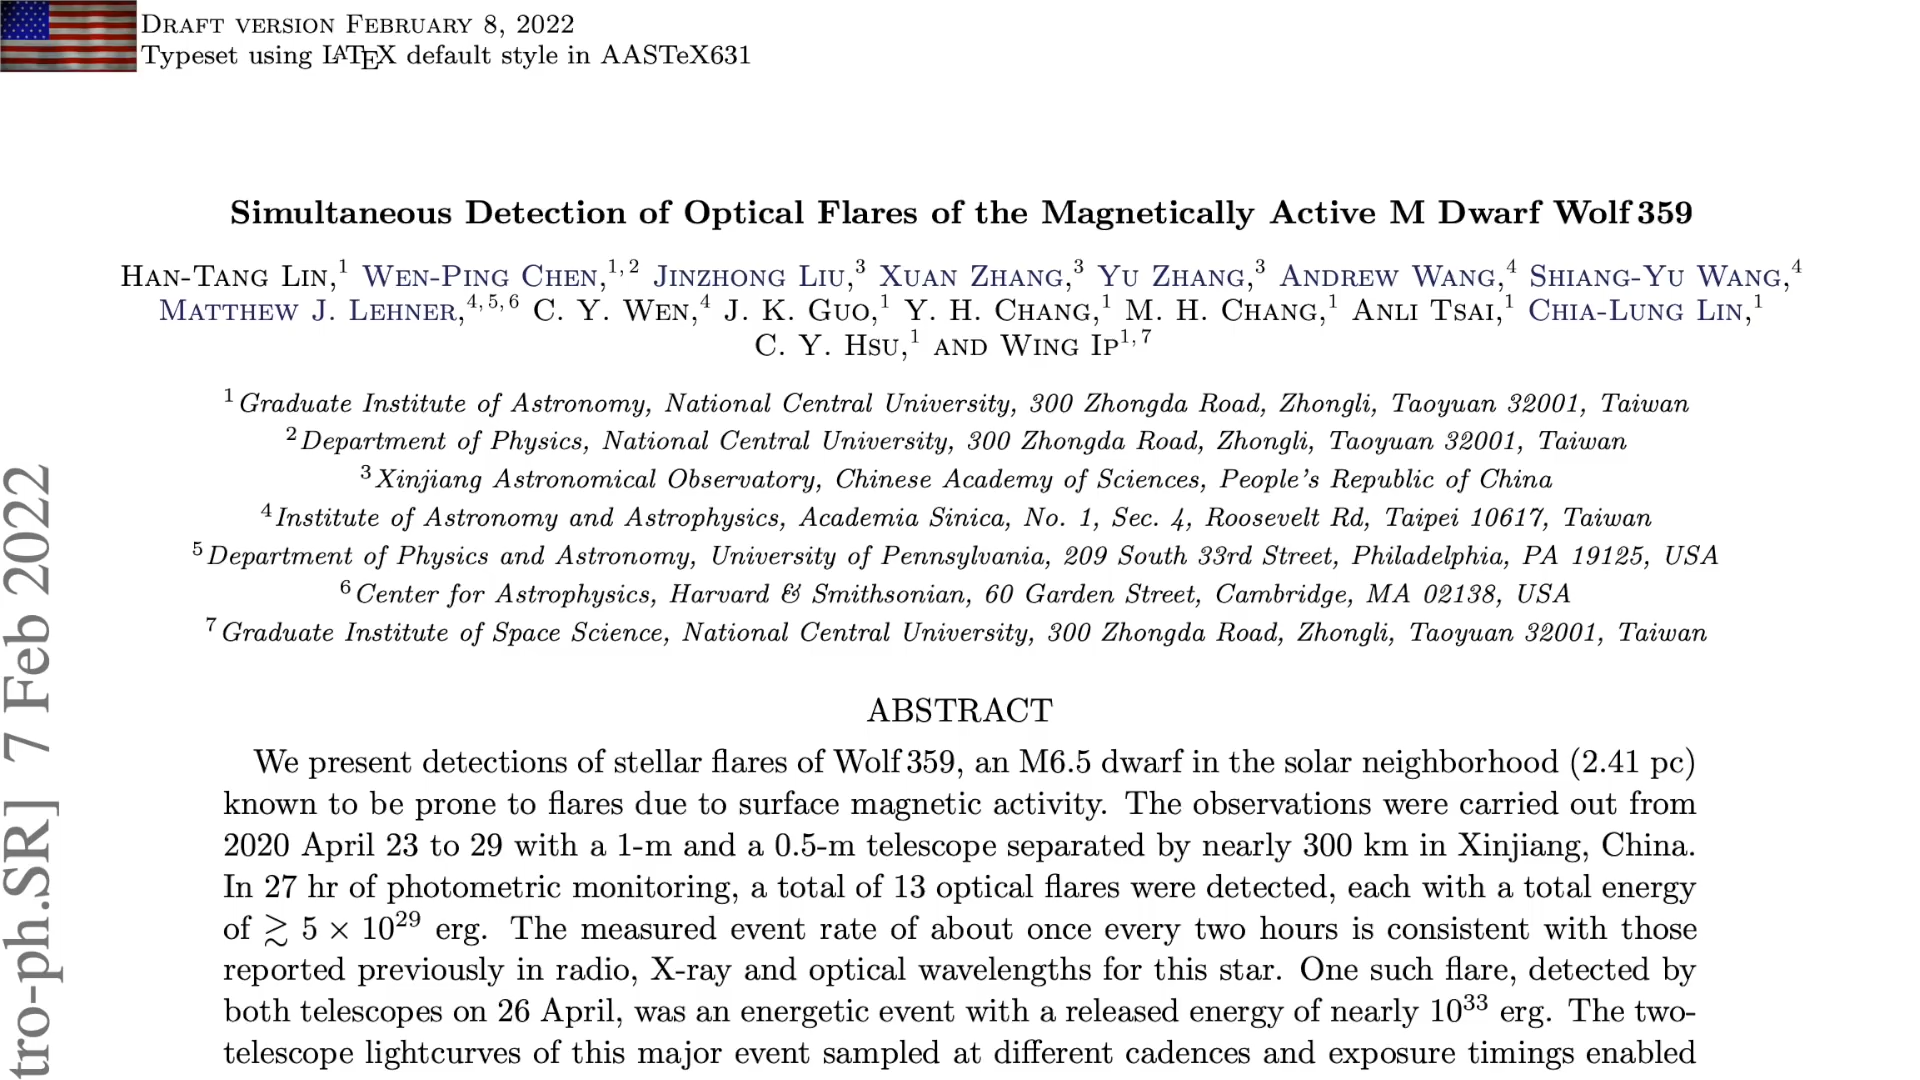 Draft version February 8, 2022
Typeset using LATEX default style in AASTeX631
Simultaneous Detection of Optical Flares of the Magnetically Active M Dwarf Wolf 359
Han-Tang Lin,1 Wen-Ping Chen,1, 2 Jinzhong Liu,3 Xuan Zhang,3 Yu Zhang,3 Andrew Wang,4 Shiang-Yu Wang,4
Matthew J. Lehner,4, 5, 6 C. Y. Wen,4 J. K. Guo,1 Y. H. Chang,1 M. H. Chang,1 Anli Tsai,1 Chia-Lung Lin,1
C. Y. Hsu,1 and Wing Ip1, 7
1 Graduate Institute of Astronomy, National Central University, 300 Zhongda Road, Zhongli, Taoyuan 32001, Taiwan
2 Department of Physics, National Central University, 300 Zhongda Road, Zhongli, Taoyuan 32001, Taiwan
3 Xinjiang Astronomical Observatory, Chinese Academy of Sciences, People's Republic of China
4 Institute of Astronomy and Astrophysics, Academia Sinica, No. 1, Sec. 4, Roosevelt Rd, Taipei 10617, Taiwan
5 Department of Physics and Astronomy, University of Pennsylvania, 209 South 33rd Street, Philadelphia, PA 19125, USA
6 Center for Astrophysics, Harvard & Smithsonian, 60 Garden Street, Cambridge, MA 02138, USA
7 Graduate Institute of Space Science, National Central University, 300 Zhongda Road, Zhongli, Taoyuan 32001, Taiwan
ABSTRACT
We present detections of stellar flares of Wolf 359, an M6.5 dwarf in the solar neighborhood (2.41 pc)
known to be prone to flares due to surface magnetic activity. The observations were carried out from
2020 April 23 to 29 with a 1-m and a 0.5-m telescope separated by nearly 300 km in Xinjiang, China.
In 27 hr of photometric monitoring, a total of 13 optical flares were detected, each with a total energy
of ≳ 5 × 10^29 erg. The measured event rate of about once every two hours is consistent with those
reported previously in radio, X-ray and optical wavelengths for this star. One such flare, detected by
both telescopes on 26 April, was an energetic event with a released energy of nearly 10^33 erg. The two-
telescope lightcurves of this major event sampled at different cadences and exposure timings enabled
tro-ph.SR] 7 Feb 2022